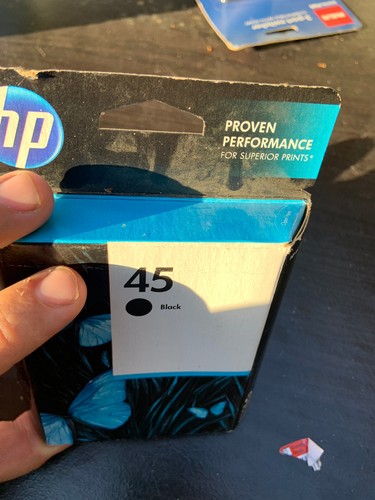 hp
PROVEN
PERFORMANCE
FOR SUPERIOR PRINTS*
45
Black